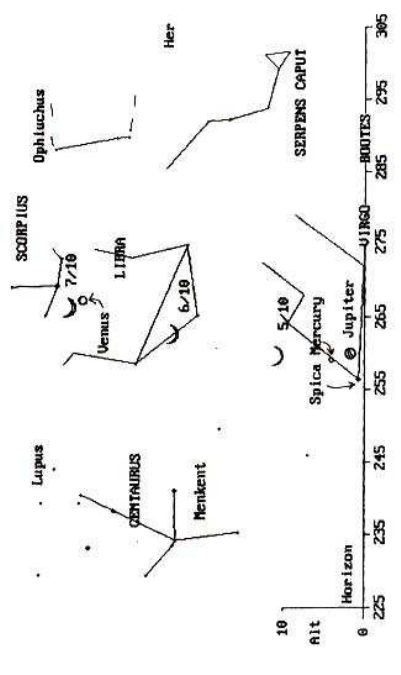 Her
Ophiuchus
SERPENS CAPUT
SCORPIUS
7/10
Venus
LIBRA
6/10
5/10
Spica Mercury
Jupiter
VIRGO
BOOTES
Lupus
CENTAURUS
Menkent
10
Alt
0
Horizon
225 235 245 255 265 275 285 295 305